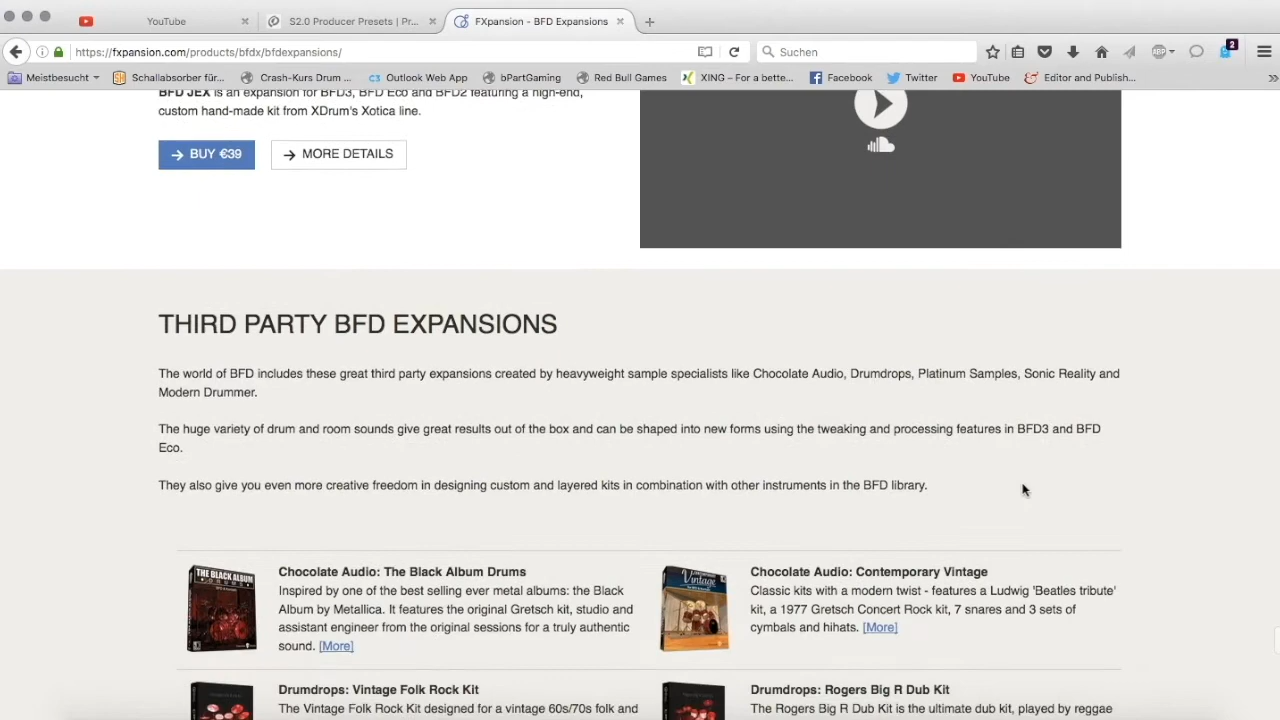 YouTube
S2.0 Producer Presets | Pr...
FXpansion - BFD Expansions
https://fxpansion.com/products/bfdx/bfdexpansions/
Suchen
2
Meistbesucht
Schallabsorber für...
Crash-Kurs Drum ...
Outlook Web App
bPartGaming
Red Bull Games
XING – For a bette...
Facebook
Twitter
YouTube
Editor and Publish...
BFD JEX is an expansion for BFD3, BFD Eco and BFD2 featuring a high-end,
custom hand-made kit from XDrum's Xotica line.
BUY €39
MORE DETAILS
THIRD PARTY BFD EXPANSIONS
The world of BFD includes these great third party expansions created by heavyweight sample specialists like Chocolate Audio, Drumdrops, Platinum Samples, Sonic Reality and
Modern Drummer.
The huge variety of drum and room sounds give great results out of the box and can be shaped into new forms using the tweaking and processing features in BFD3 and BFD
Eco.
They also give you even more creative freedom in designing custom and layered kits in combination with other instruments in the BFD library.
THE BLACK ALBUM
DRUMS
Chocolate Audio: The Black Album Drums
Inspired by one of the best selling ever metal albums: the Black
Album by Metallica. It features the original Gretsch kit, studio and
assistant engineer from the original sessions for a truly authentic
sound. [More]
Vintage
Chocolate Audio: Contemporary Vintage
Classic kits with a modern twist - features a Ludwig 'Beatles tribute'
kit, a 1977 Gretsch Concert Rock kit, 7 snares and 3 sets of
cymbals and hihats. [More]
Drumdrops: Vintage Folk Rock Kit
The Vintage Folk Rock Kit designed for a vintage 60s/70s folk and
Drumdrops: Rogers Big R Dub Kit
The Rogers Big R Dub Kit is the ultimate dub kit, played by reggae